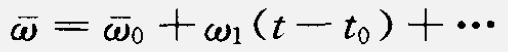 ω̄ = ω̄₀ + ω₁(t − t₀) + ⋯